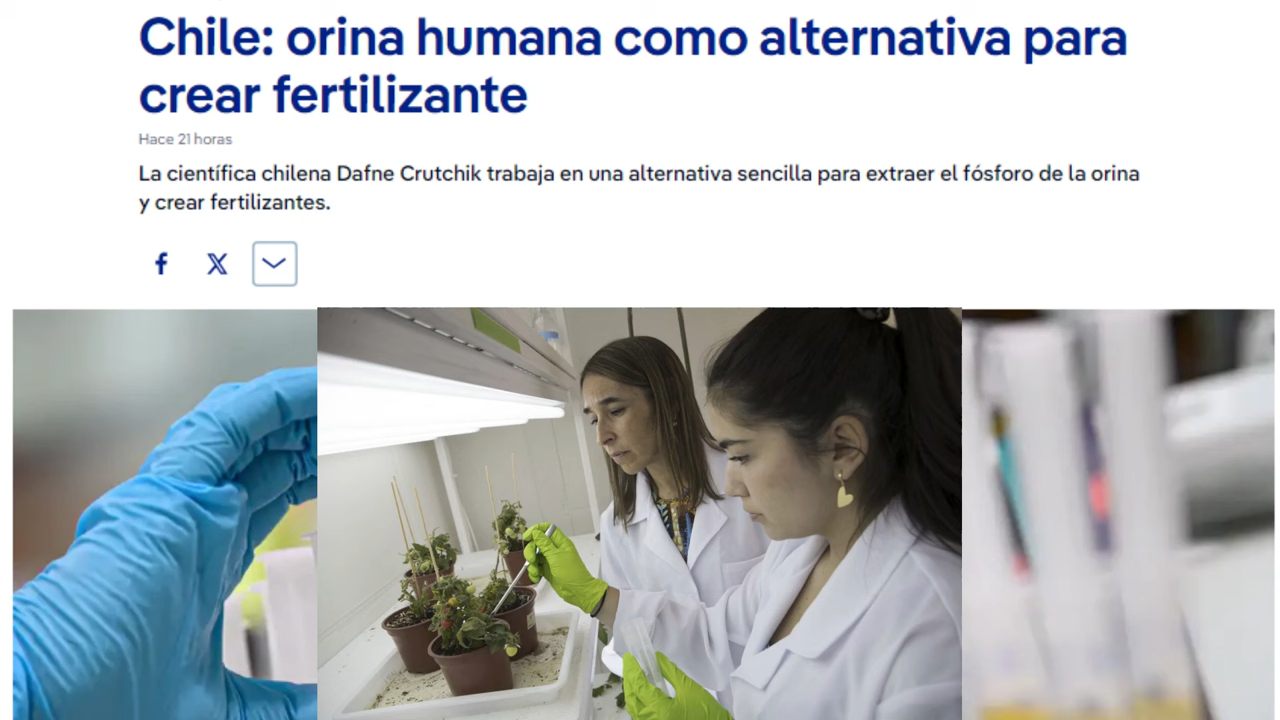 Chile: orina humana como alternativa para
crear fertilizante
Hace 21 horas
La científica chilena Dafne Crutchik trabaja en una alternativa sencilla para extraer el fósforo de la orina
y crear fertilizantes.